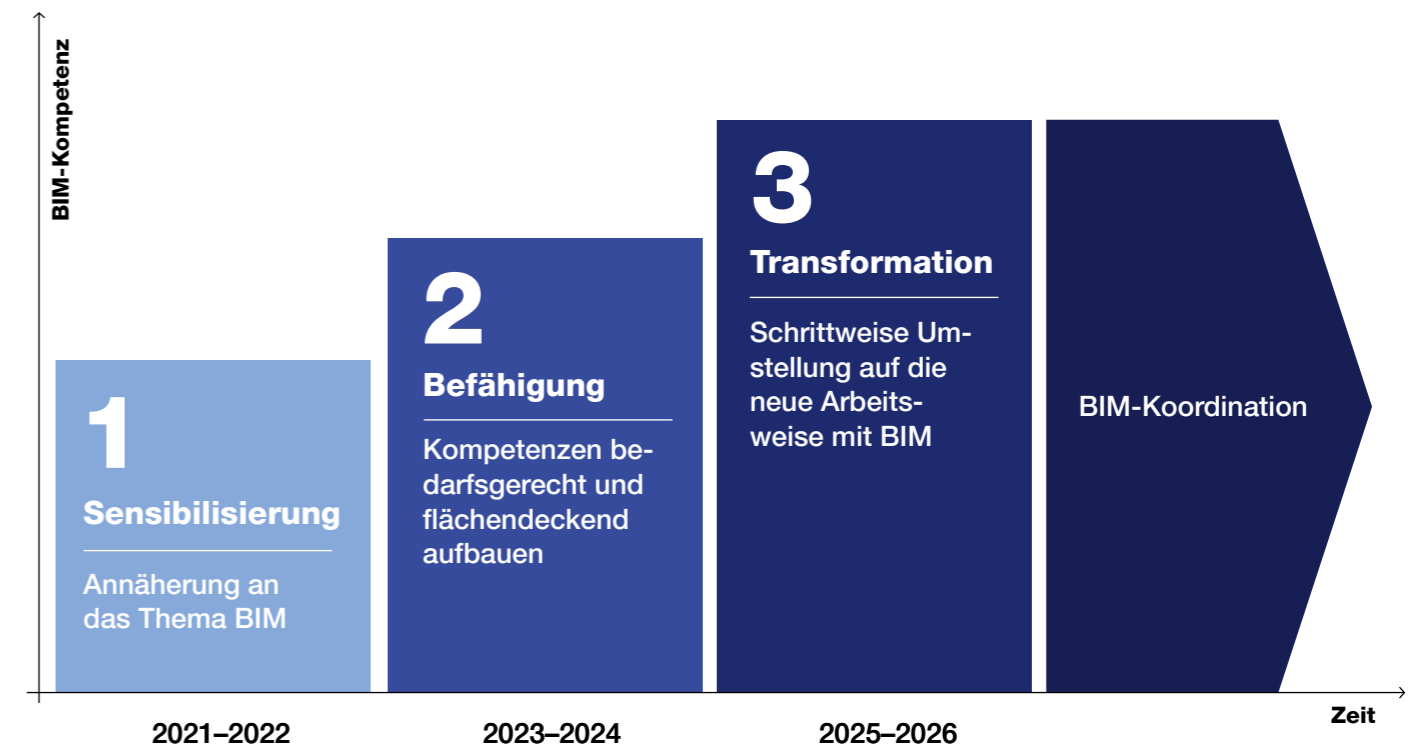 BIM-Kompetenz
1
Sensibilisierung
Annäherung an
das Thema BIM
2
Befähigung
Kompetenzen be-
darfsgerecht und
flächendeckend
aufbauen
3
Transformation
Schrittweise Um-
stellung auf die
neue Arbeits-
weise mit BIM
BIM-Koordination
2021–2022
2023–2024
2025–2026
Zeit